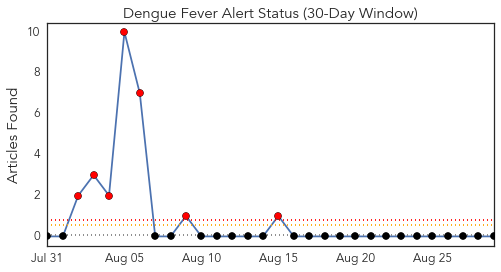 Dengue Fever Alert Status (30-Day Window)
Articles Found
10
8
6
4
2
0
Jul 31 Aug 05 Aug 10 Aug 15 Aug 20 Aug 25